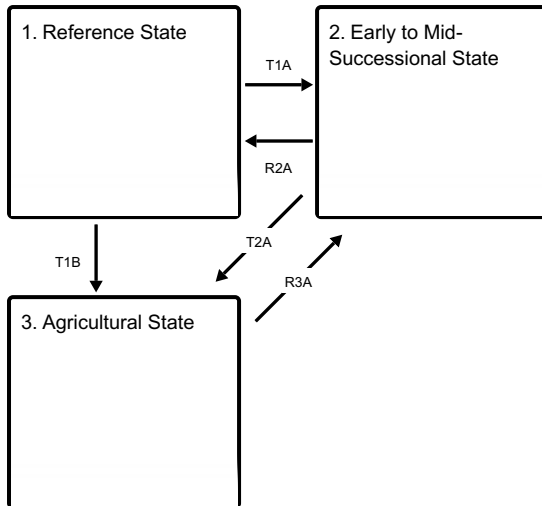 1. Reference State
2. Early to Mid-
Successional State
T1A
R2A
T2A
T1B
R3A
3. Agricultural State